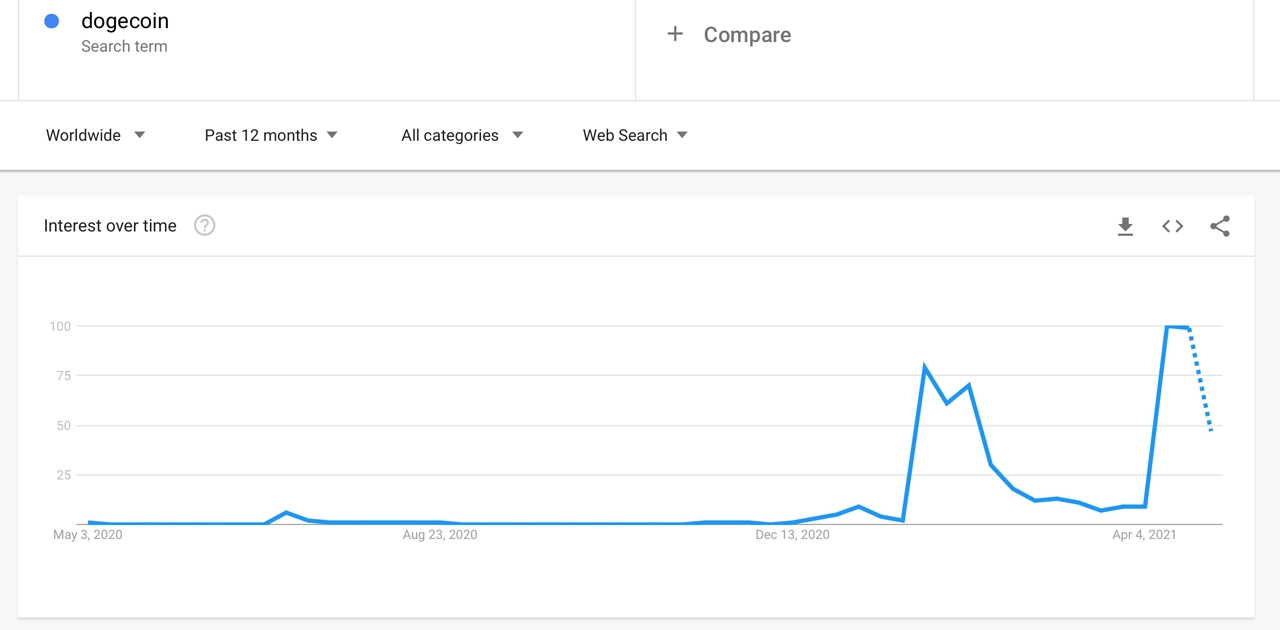 dogecoin
Search term
+ Compare
Worldwide Past 12 months All categories Web Search
Interest over time ?
100
75
50
25
May 3, 2020 Aug 23, 2020 Dec 13, 2020 Apr 4, 2021